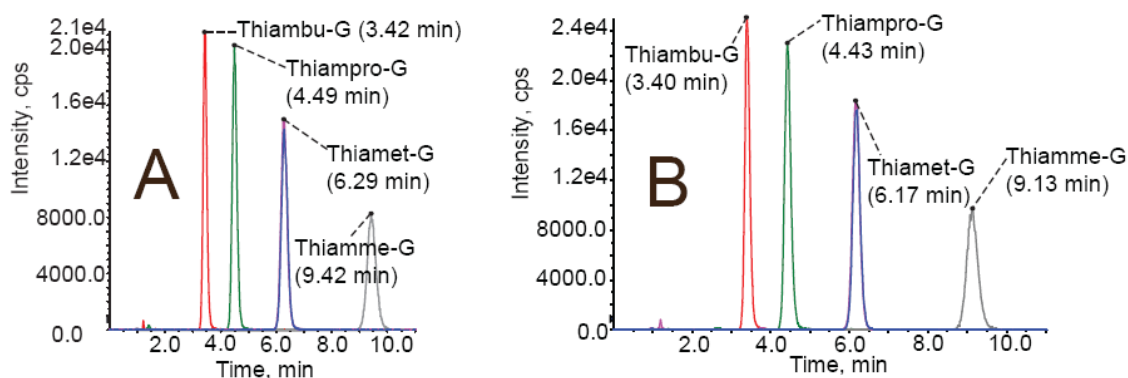 2.1e4
2.0e4
1.6e4
1.2e4
8000.0
4000.0
0.0
Intensity, cps
Thiambu-G (3.42 min)
Thiampro-G
(4.49 min)
Thiamet-G
(6.29 min)
Thiamme-G
(9.42 min)
A
2.0 4.0 6.0 8.0 10.0
Time, min
2.4e4
2.0e4
1.6e4
1.2e4
8000.0
4000.0
0.0
Intensity, cps
Thiambu-G
(3.40 min)
Thiampro-G
(4.43 min)
Thiamet-G
(6.17 min)
Thiamme-G
(9.13 min)
B
2.0 4.0 6.0 8.0 10.0
Time, min